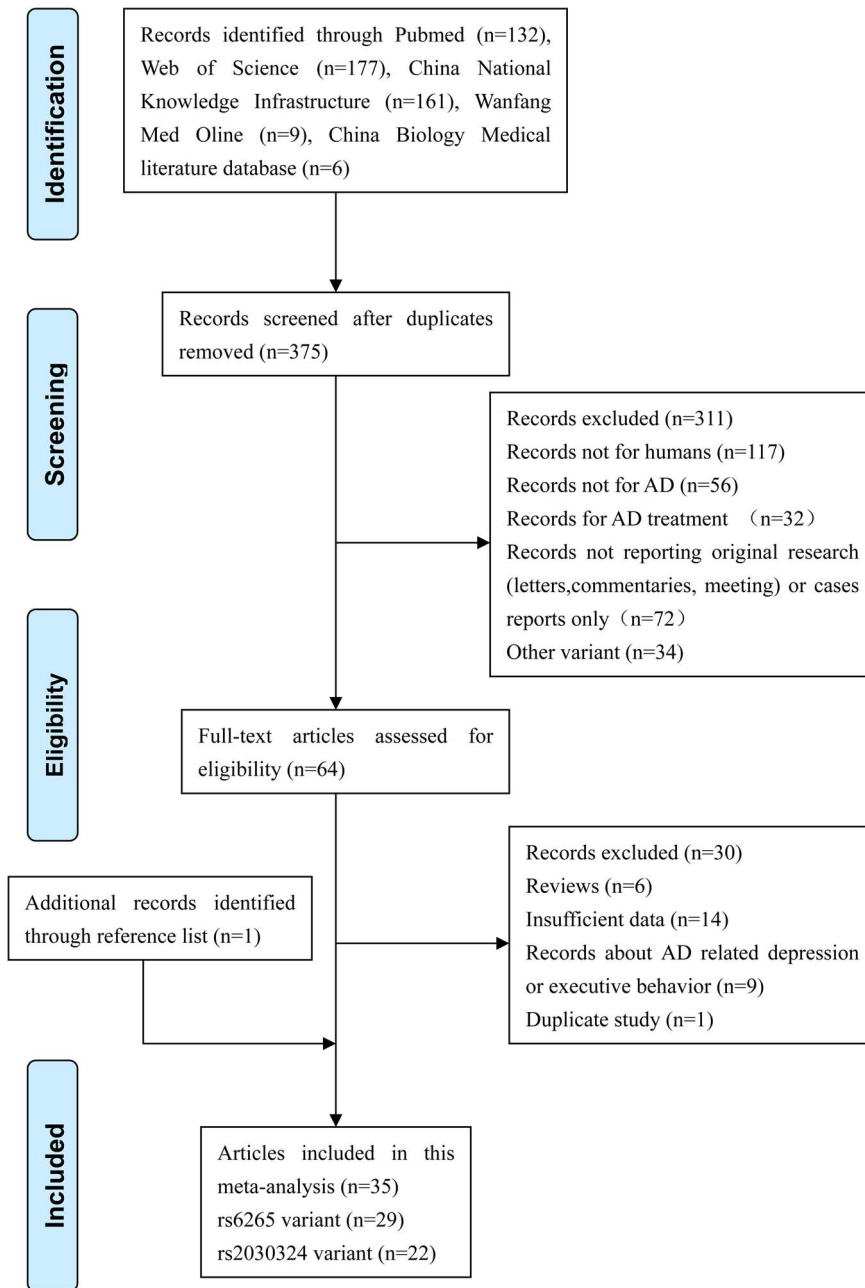 Identification
Records identified through Pubmed (n=132),
Web of Science (n=177), China National
Knowledge Infrastructure (n=161), Wanfang
Med Oline (n=9), China Biology Medical
literature database (n=6)
Screening
Records screened after duplicates
removed (n=375)
Records excluded (n=311)
Records not for humans (n=117)
Records not for AD (n=56)
Records for AD treatment （n=32）
Records not reporting original research
(letters,commentaries, meeting) or cases
reports only（n=72）
Other variant (n=34)
Eligibility
Full-text articles assessed for
eligibility (n=64)
Records excluded (n=30)
Reviews (n=6)
Insufficient data (n=14)
Records about AD related depression
or executive behavior (n=9)
Duplicate study (n=1)
Additional records identified
through reference list (n=1)
Included
Articles included in this
meta-analysis (n=35)
rs6265 variant (n=29)
rs2030324 variant (n=22)